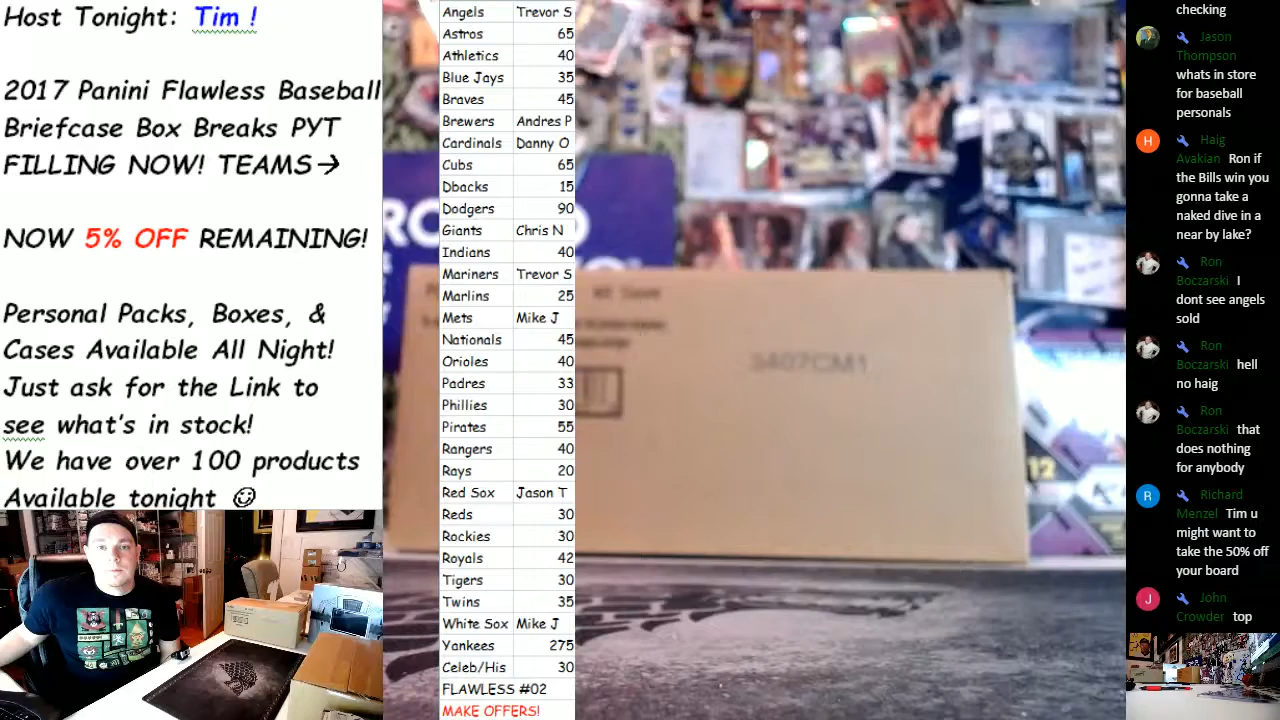 Host Tonight: Tim !
2017 Panini Flawless Baseball
Briefcase Box Breaks PYT
FILLING NOW! TEAMS→
NOW 5% OFF REMAINING!
Personal Packs, Boxes, &
Cases Available All Night!
Just ask for the Link to
see what's in stock!
We have over 100 products
Available tonight ☺
Angels Trevor S
Astros 65
Athletics 40
Blue Jays 35
Braves 45
Brewers Andres P
Cardinals Danny O
Cubs 65
Dbacks 15
Dodgers 90
Giants Chris N
Indians 40
Mariners Trevor S
Marlins 25
Mets Mike J
Nationals 45
Orioles 40
Padres 33
Phillies 30
Pirates 55
Rangers 40
Rays 20
Red Sox Jason T
Reds 30
Rockies 30
Royals 42
Tigers 30
Twins 35
White Sox Mike J
Yankees 275
Celeb/His 30
FLAWLESS #02
MAKE OFFERS!
3407CM1
12
checking
Jason
Thompson
whats in store
for baseball
personals
H
Haig
Avakian Ron if
the Bills win you
gonna take a
naked dive in a
near by lake?
Ron
Boczarski I
dont see angels
sold
Ron
Boczarski hell
no haig
Ron
Boczarski that
does nothing
for anybody
R
Richard
Menzel Tim u
might want to
take the 50% off
your board
J
John
Crowder top